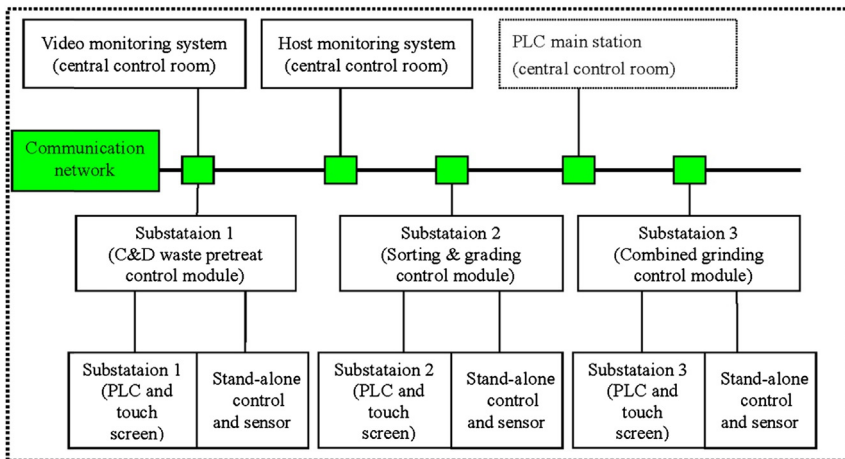 Video monitoring system
(central control room)
Host monitoring system
(central control room)
PLC main station
(central control room)
Communication
network
Substataion 1
(C&D waste pretreat
control module)
Substataion 2
(Sorting & grading
control module)
Substataion 3
(Combined grinding
control module)
Substataion 1
(PLC and
touch
screen)
Stand-alone
control
and sensor
Substataion 2
(PLC and
touch
screen)
Stand-alone
control
and sensor
Substataion 3
(PLC and
touch
screen)
Stand-alone
control
and sensor